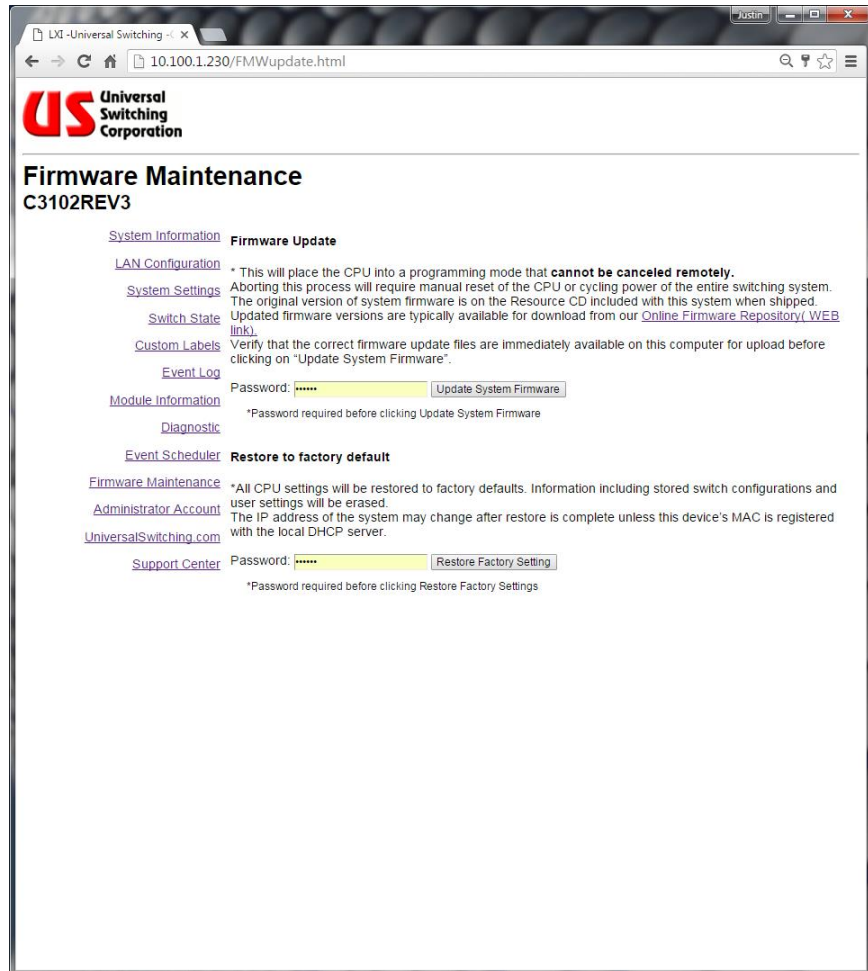 Justin
LXI -Universal Switching -
10.100.1.230/FMWupdate.html
US Universal
Switching
Corporation
Firmware Maintenance
C3102REV3
System Information
LAN Configuration
System Settings
Switch State
Custom Labels
Event Log
Module Information
Diagnostic
Event Scheduler
Firmware Maintenance
Administrator Account
UniversalSwitching.com
Support Center
Firmware Update
* This will place the CPU into a programming mode that cannot be canceled remotely.
Aborting this process will require manual reset of the CPU or cycling power of the entire switching system.
The original version of system firmware is on the Resource CD included with this system when shipped.
Updated firmware versions are typically available for download from our Online Firmware Repository( WEB
link).
Verify that the correct firmware update files are immediately available on this computer for upload before
clicking on “Update System Firmware”.
Password: •••••• Update System Firmware
*Password required before clicking Update System Firmware
Restore to factory default
*All CPU settings will be restored to factory defaults. Information including stored switch configurations and
user settings will be erased.
The IP address of the system may change after restore is complete unless this device’s MAC is registered
with the local DHCP server.
Password: •••••• Restore Factory Setting
*Password required before clicking Restore Factory Settings